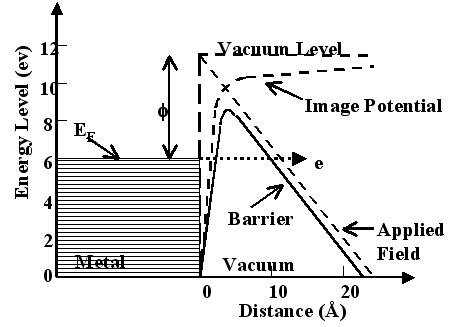 Energy Level (ev)
12
10
8
6
4
2
0
Vacuum Level
Image Potential
ϕ
EF
e
Barrier
Applied
Field
Metal
Vacuum
0 10 20
Distance (Å)